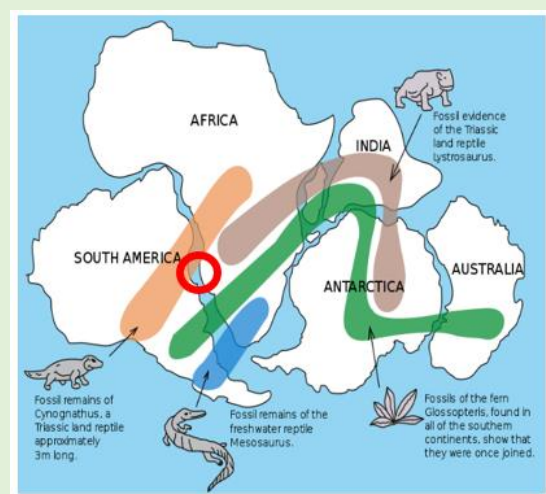 AFRICA
INDIA
Fossil evidence
of the Triassic
land reptile
Lystrosaurus.
SOUTH AMERICA
ANTARCTICA
AUSTRALIA
Fossil remains of
Cynognathus, a
Triassic land reptile
approximately
3m long.
Fossil remains of the
freshwater reptile
Mesosaurus.
Fossils of the fern
Glossopteris, found in
all of the southern
continents, show that
they were once joined.